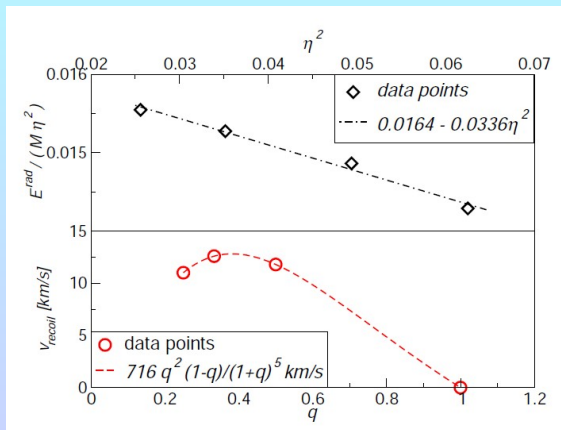 η²
0.02 0.03 0.04 0.05 0.06 0.07
0.016
0.015
E^rad / ( M η² )
data points
0.0164 - 0.0336η²
15
10
5
0
v_recoil [km/s]
data points
716 q² (1-q)/(1+q)⁵ km/s
0 0.2 0.4 0.6 0.8 1 1.2
q